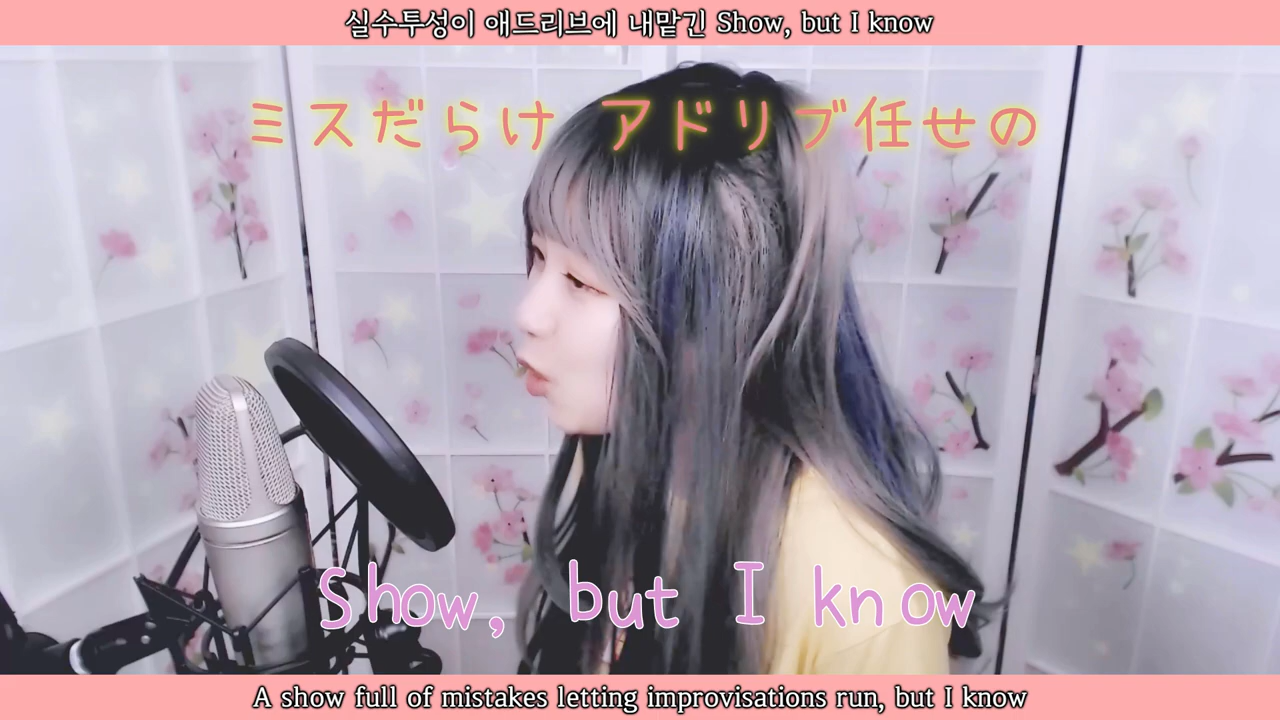 실수투성이 애드리브에 내맡긴 Show, but I know
ミスだらけ アドリブ任せの
Show, but I know
A show full of mistakes letting improvisations run, but I know